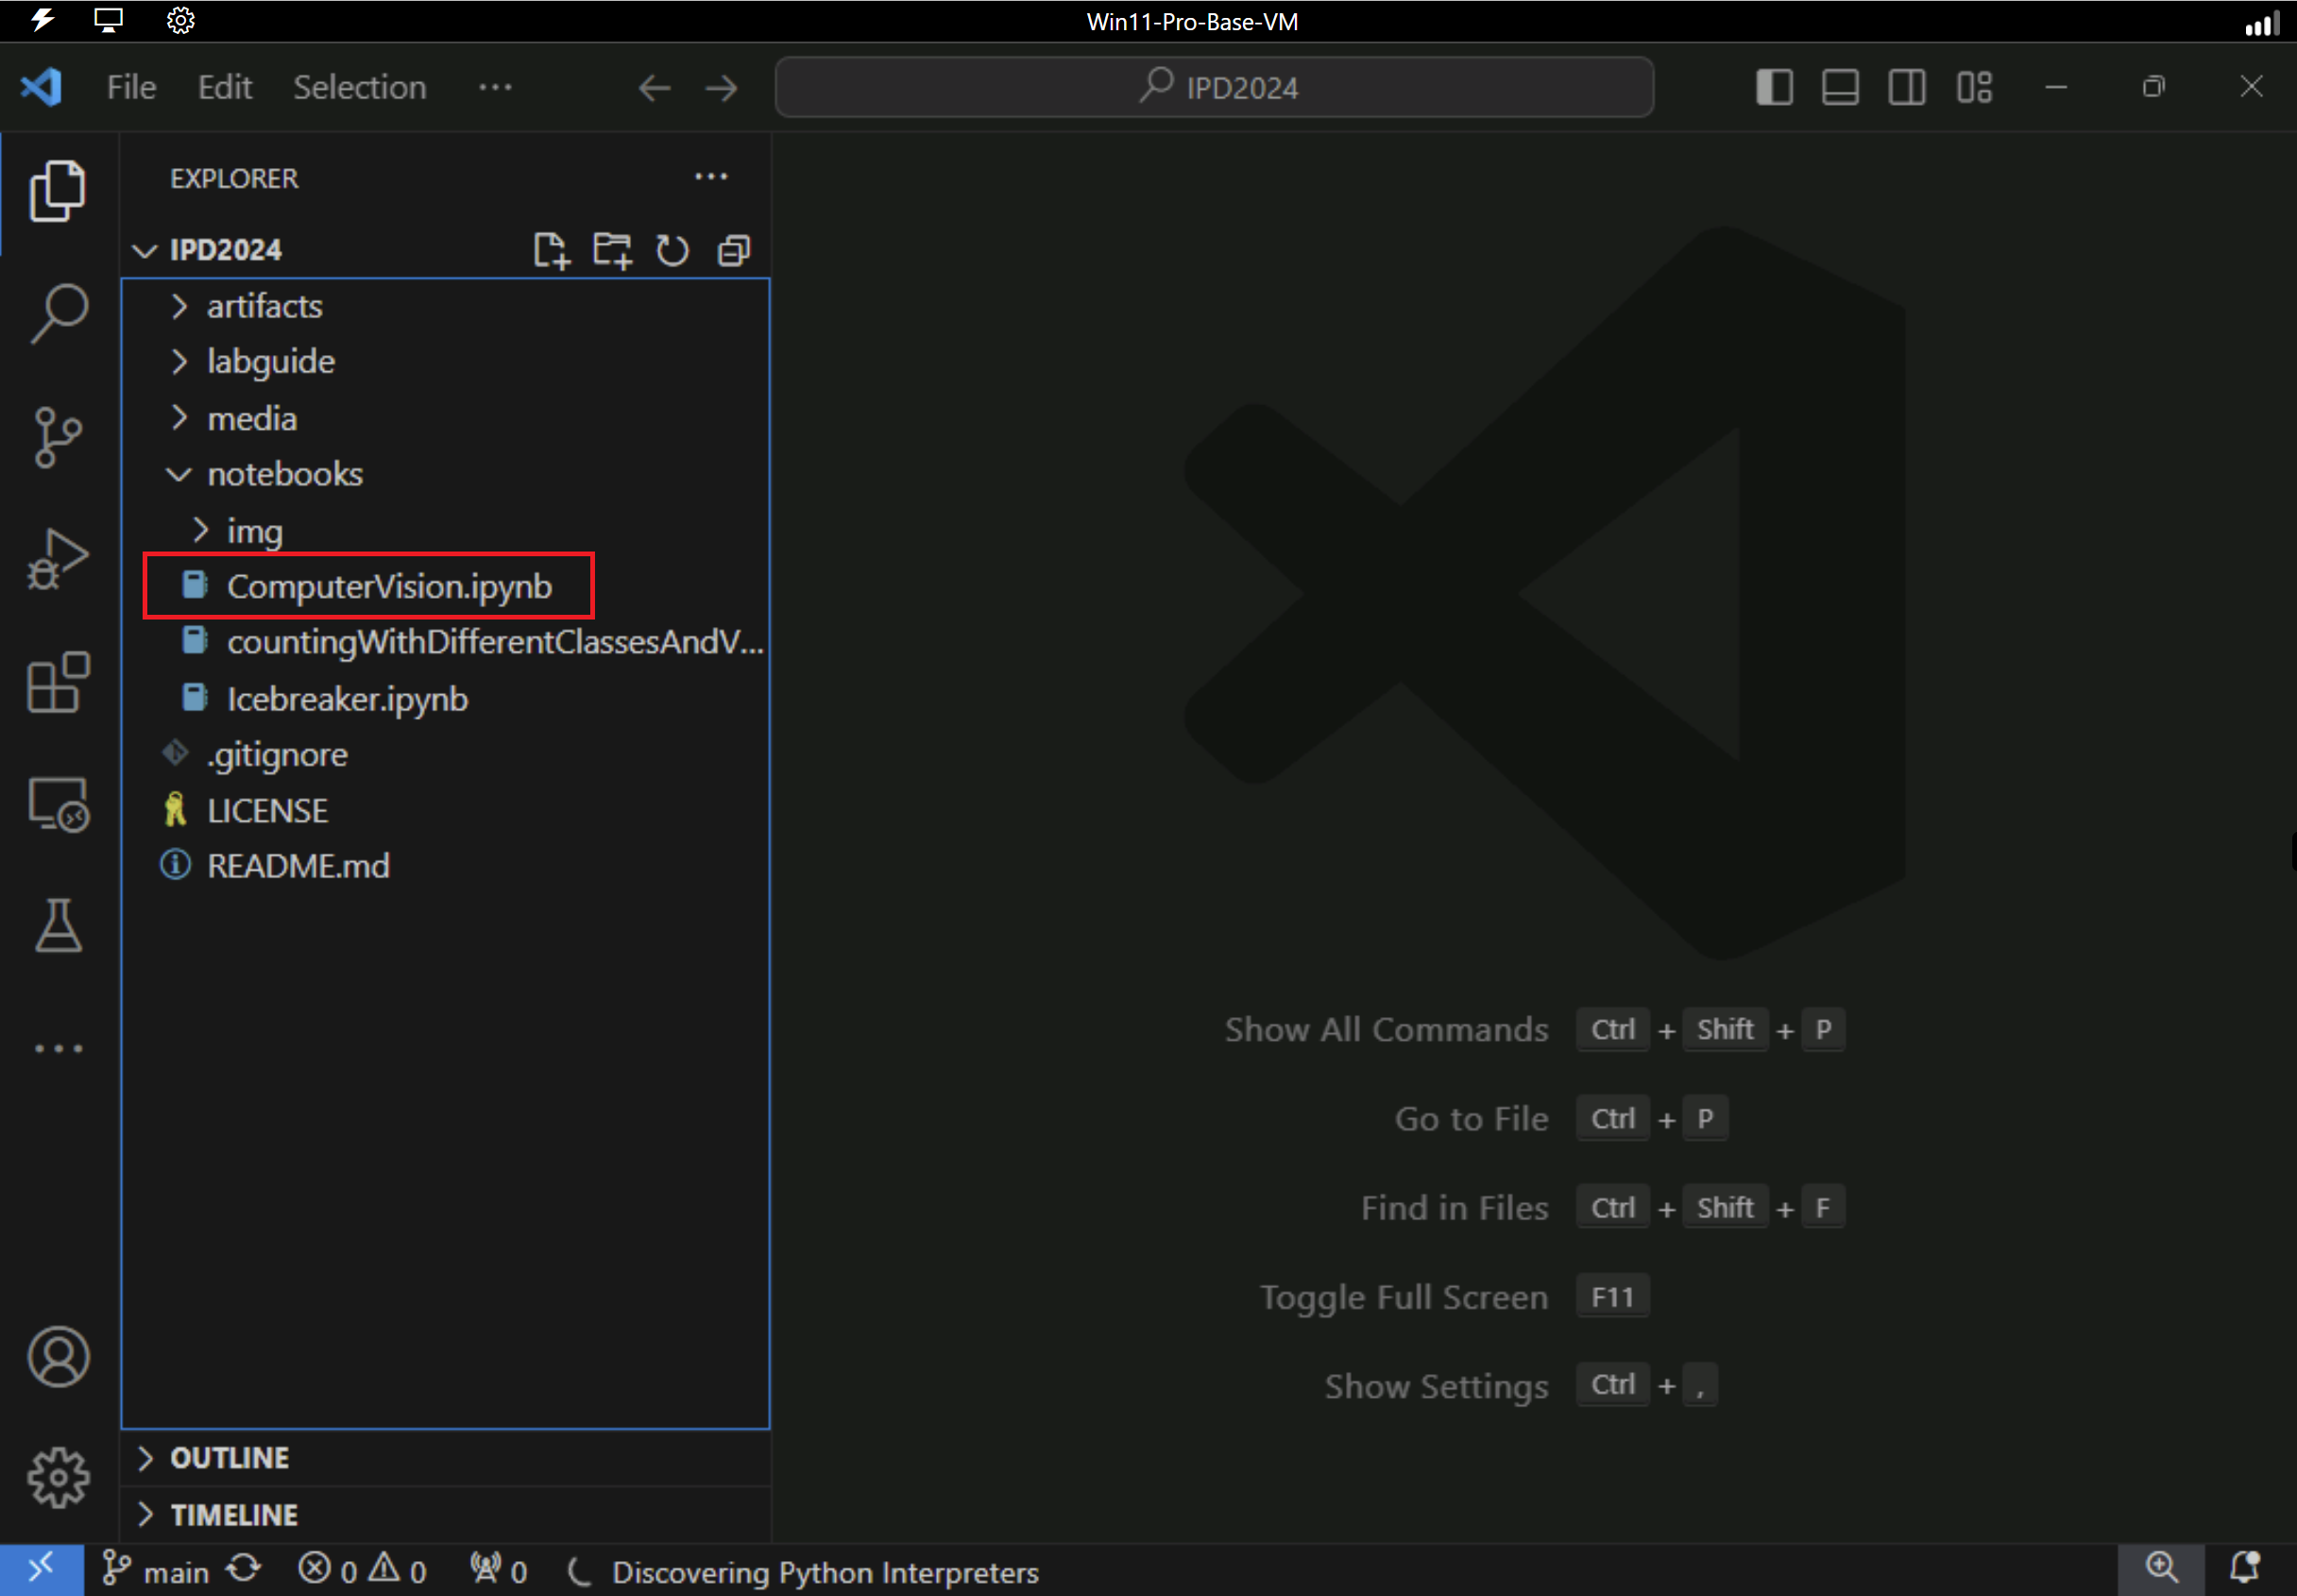 Win11-Pro-Base-VM
File Edit Selection ··· IPD2024
EXPLORER
IPD2024
artifacts
labguide
media
notebooks
img
ComputerVision.ipynb
countingWithDifferentClassesAndV...
Icebreaker.ipynb
.gitignore
LICENSE
README.md
Show All Commands Ctrl + Shift + P
Go to File Ctrl + P
Find in Files Ctrl + Shift + F
Toggle Full Screen F11
Show Settings Ctrl + ,
OUTLINE
TIMELINE
main 0 0 0 Discovering Python Interpreters